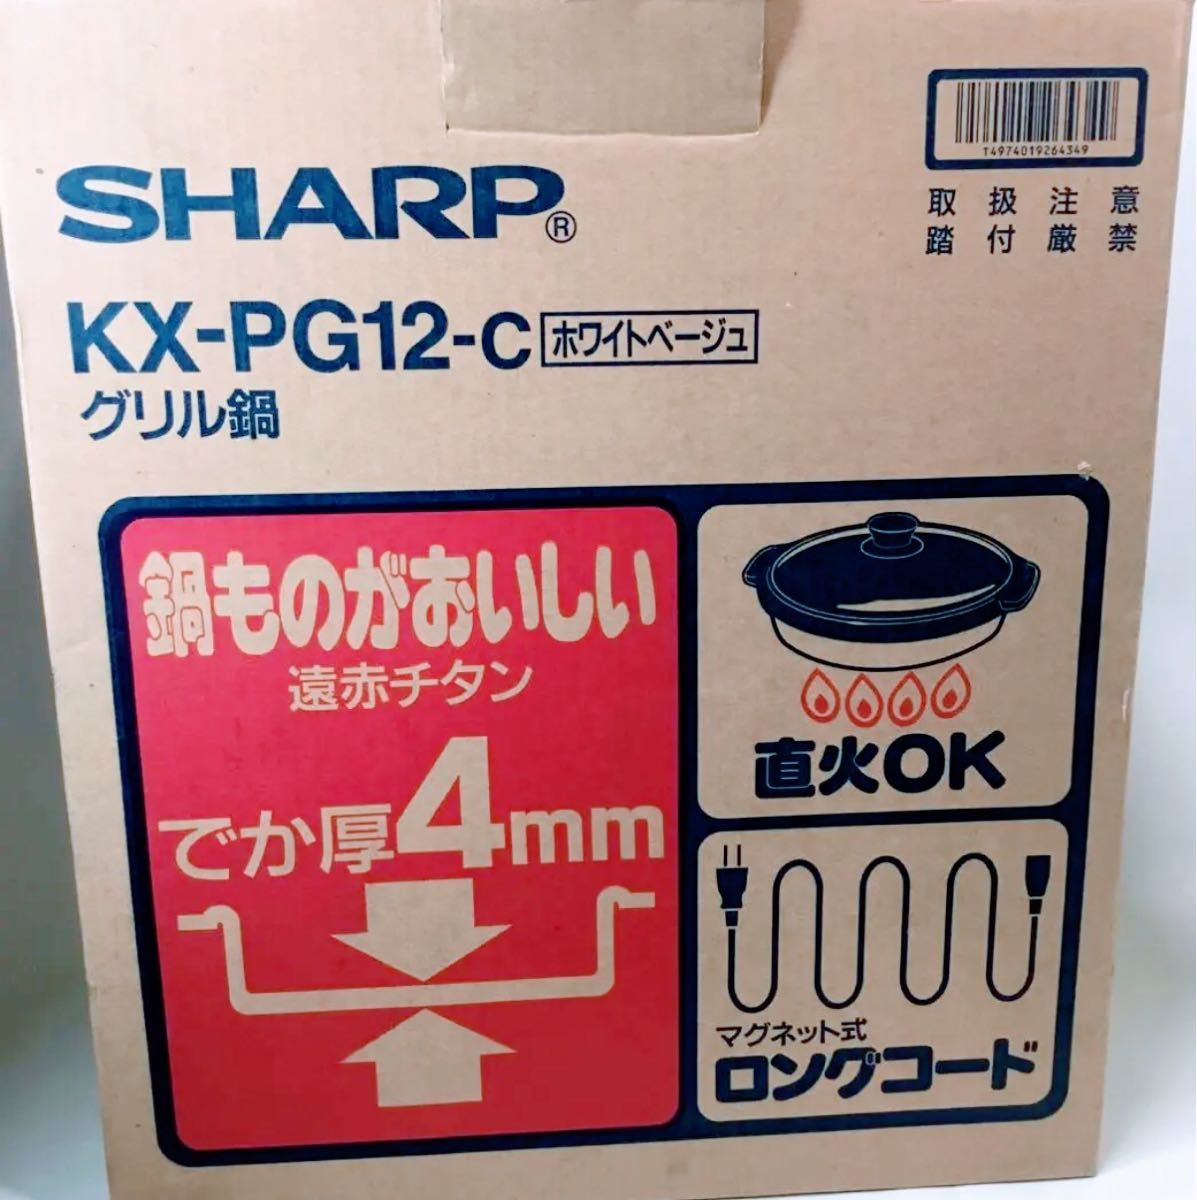 T4974019264349
取扱注意
踏付厳禁
SHARP®
KX-PG12-C ホワイトベージュ
グリル鍋
鍋ものがおいしい
遠赤チタン
でか厚4mm
直火OK
マグネット式
ロングコード